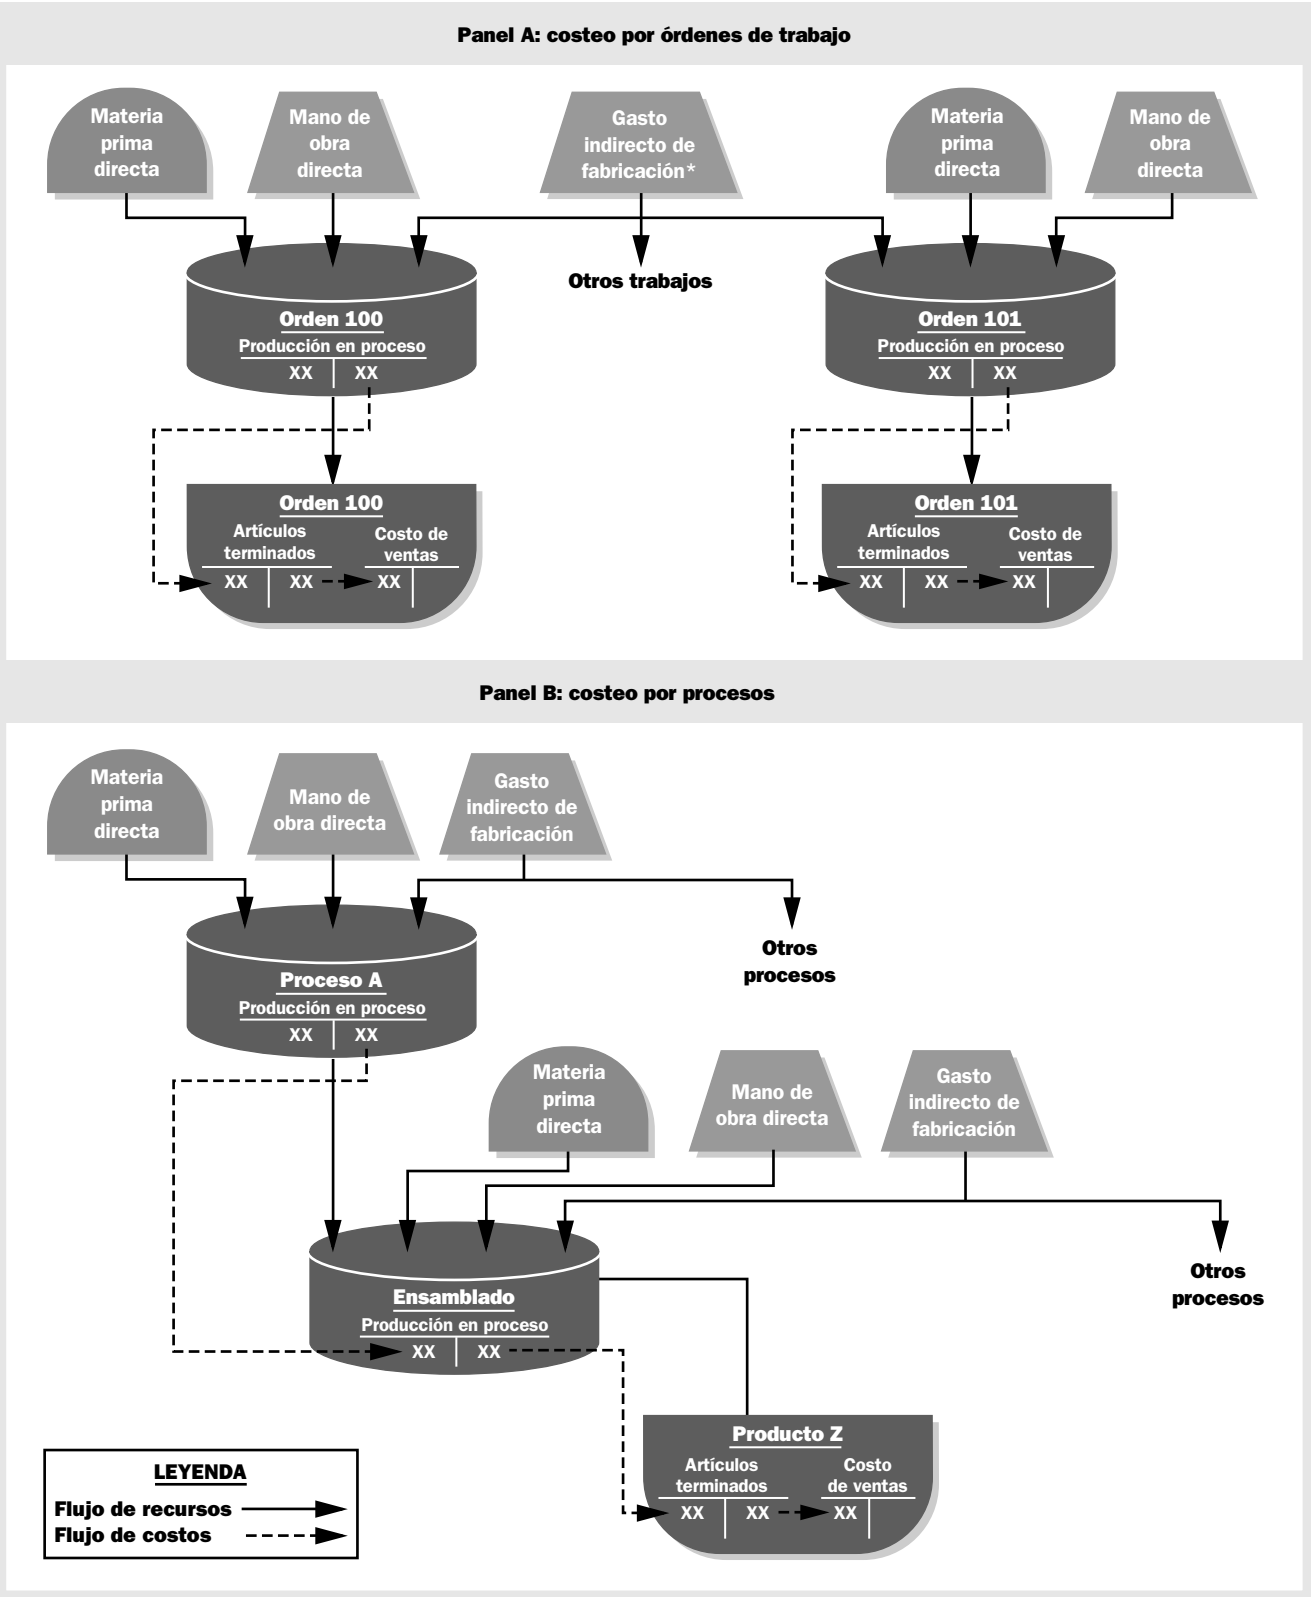 Panel A: costeo por órdenes de trabajo
Materia
prima
directa
Mano de
obra
directa
Gasto
indirecto de
fabricación*
Materia
prima
directa
Mano de
obra
directa
Otros trabajos
Orden 100
Producción en proceso
XX XX
Orden 101
Producción en proceso
XX XX
Orden 100
Artículos
terminados
Costo de
ventas
XX XX XX
Orden 101
Artículos
terminados
Costo de
ventas
XX XX XX
Panel B: costeo por procesos
Materia
prima
directa
Mano de
obra directa
Gasto
indirecto de
fabricación
Otros
procesos
Proceso A
Producción en proceso
XX XX
Materia
prima
directa
Mano de
obra directa
Gasto
indirecto de
fabricación
Otros
procesos
Ensamblado
Producción en proceso
XX XX
Producto Z
Artículos
terminados
Costo
de ventas
XX XX XX
LEYENDA
Flujo de recursos
Flujo de costos